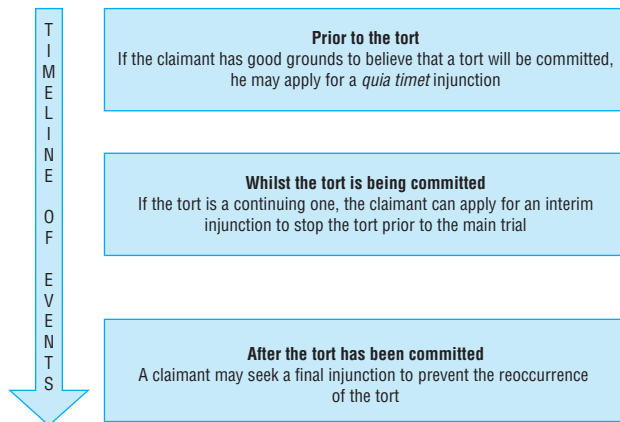 TIMELINE OF EVENTS
Prior to the tort
If the claimant has good grounds to believe that a tort will be committed,
he may apply for a quia timet injunction
Whilst the tort is being committed
If the tort is a continuing one, the claimant can apply for an interim
injunction to stop the tort prior to the main trial
After the tort has been committed
A claimant may seek a final injunction to prevent the reoccurrence
of the tort